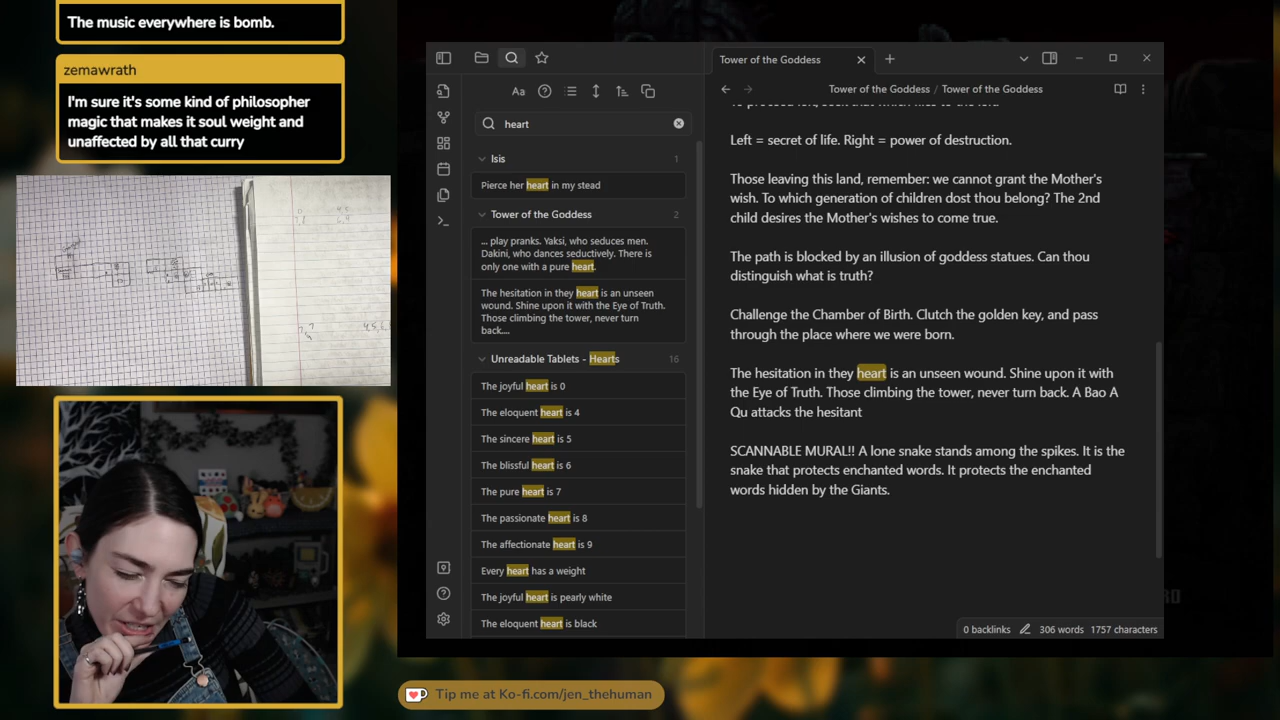 The music everywhere is bomb.
zemawrath
I'm sure it's some kind of philosopher
magic that makes it soul weight and
unaffected by all that curry
Tower of the Goddess
Aa
Tower of the Goddess / Tower of the Goddess
heart
Isis 1
Pierce her heart in my stead
Tower of the Goddess 2
... play pranks. Yaksi, who seduces men.
Dakini, who dances seductively. There is
only one with a pure heart.
The hesitation in they heart is an unseen
wound. Shine upon it with the Eye of Truth.
Those climbing the tower, never turn
back....
Unreadable Tablets - Hearts 16
The joyful heart is 0
The eloquent heart is 4
The sincere heart is 5
The blissful heart is 6
The pure heart is 7
The passionate heart is 8
The affectionate heart is 9
Every heart has a weight
The joyful heart is pearly white
The eloquent heart is black
Left = secret of life. Right = power of destruction.
Those leaving this land, remember: we cannot grant the Mother's
wish. To which generation of children dost thou belong? The 2nd
child desires the Mother's wishes to come true.
The path is blocked by an illusion of goddess statues. Can thou
distinguish what is truth?
Challenge the Chamber of Birth. Clutch the golden key, and pass
through the place where we were born.
The hesitation in they heart is an unseen wound. Shine upon it with
the Eye of Truth. Those climbing the tower, never turn back. A Bao A
Qu attacks the hesitant
SCANNABLE MURAL!! A lone snake stands among the spikes. It is the
snake that protects enchanted words. It protects the enchanted
words hidden by the Giants.
0 backlinks 306 words 1757 characters
Tip me at Ko-fi.com/jen_thehuman